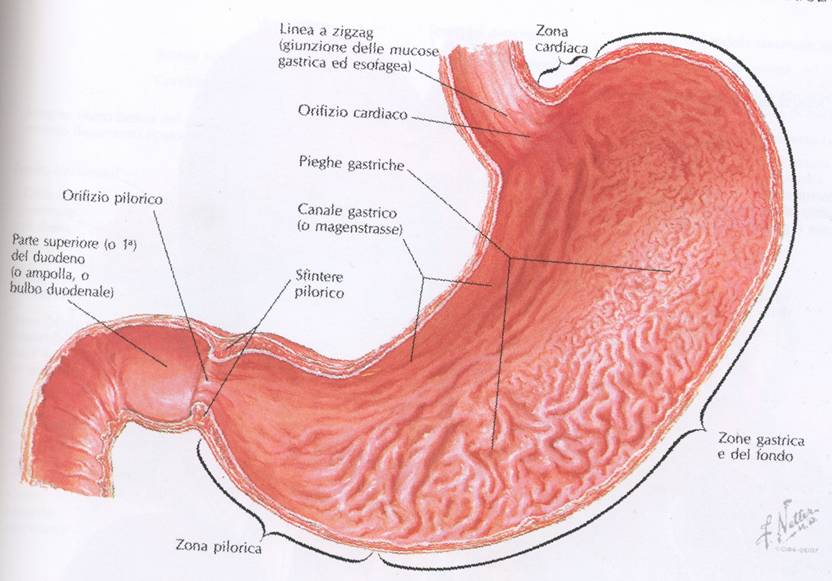 Linea a zigzag
(giunzione delle mucose
gastrica ed esofagea)
Zona
cardiaca
Orifizio cardiaco
Pieghe gastriche
Orifizio pilorico
Canale gastrico
(o magenstrasse)
Parte superiore (o 1ª)
del duodeno
(o ampolla, o
bulbo duodenale)
Sfintere
pilorico
Zone gastrica
e del fondo
Zona pilorica
F. Netter
M.D.